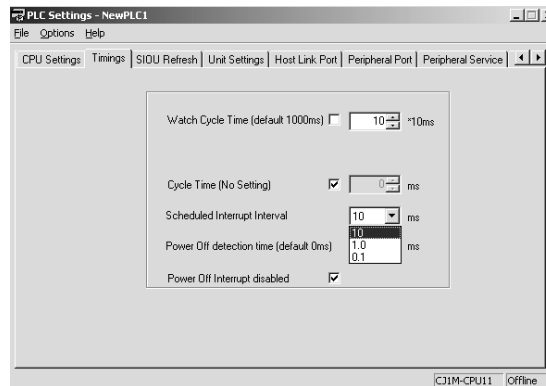 PLC Settings - NewPLC1
File Options Help
CPU Settings Timings SIOU Refresh Unit Settings Host Link Port Peripheral Port Peripheral Service
Watch Cycle Time (default 1000ms) 10 *10ms
Cycle Time (No Setting) 0 ms
Scheduled Interrupt Interval 10 ms
10
Power Off detection time (default 0ms) 1.0 ms
0.1
Power Off Interrupt disabled
CJ1M-CPU11 Offline